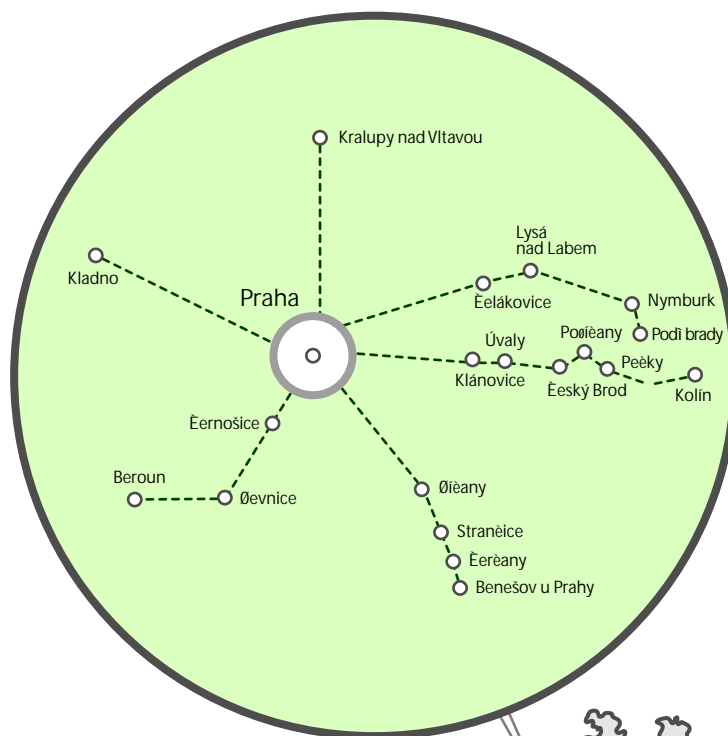 Kralupy nad Vltavou
Lysá
nad Labem
Kladno
Èelákovice
Praha
Nymburk
Poøíèany
Podì brady
Úvaly
Peèky
Klánovice
Èeský Brod
Kolín
Èernošice
Beroun
Øevnice
Øíèany
Stranèice
Èerèany
Benešov u Prahy